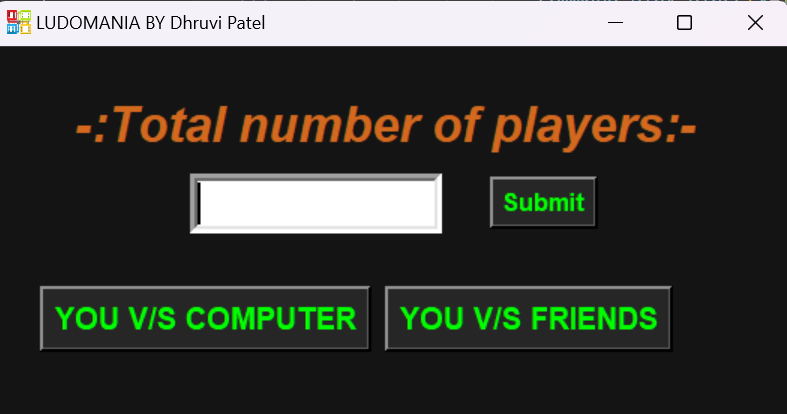 LUDOMANIA BY Dhruvi Patel
-:Total number of players:-
Submit
YOU V/S COMPUTER YOU V/S FRIENDS